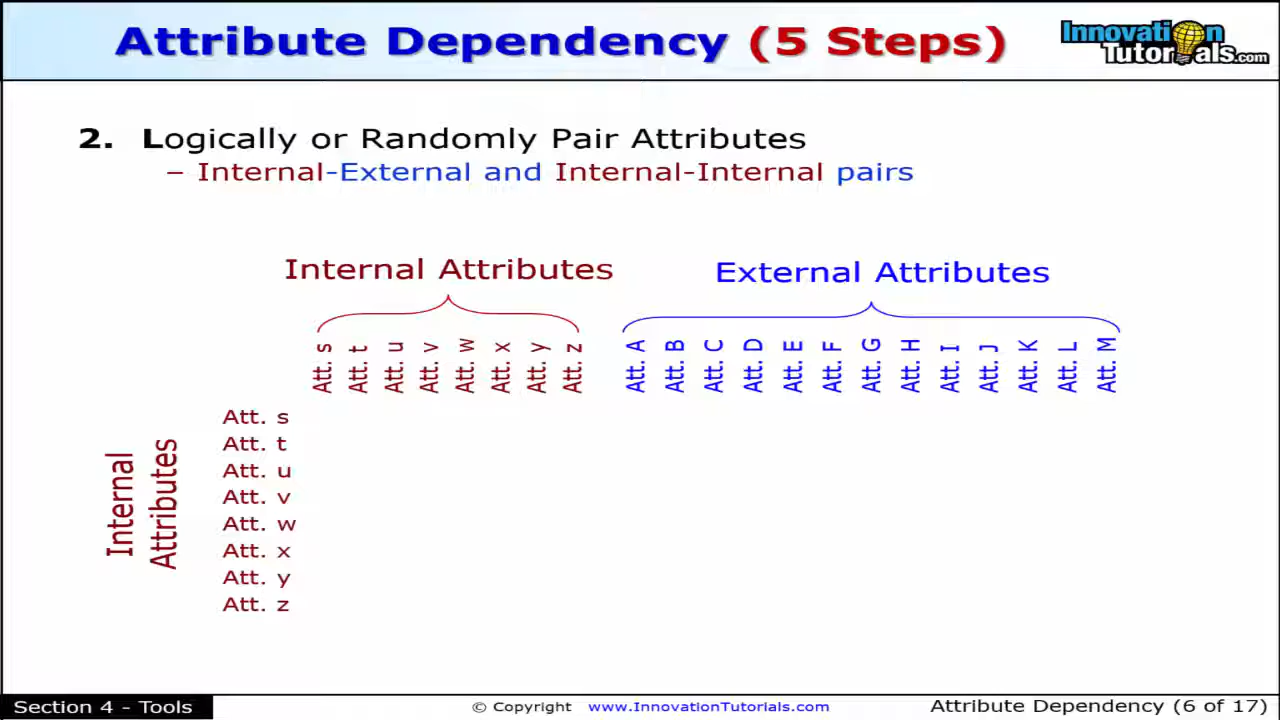 Attribute Dependency (5 Steps)
Innovation
Tutorials.com
2. Logically or Randomly Pair Attributes
– Internal-External and Internal-Internal pairs
Internal Attributes
External Attributes
Att. s
Att. t
Att. u
Att. v
Att. w
Att. x
Att. y
Att. z
Att. A
Att. B
Att. C
Att. D
Att. E
Att. F
Att. G
Att. H
Att. I
Att. J
Att. K
Att. L
Att. M
Internal
Attributes
Att. s
Att. t
Att. u
Att. v
Att. w
Att. x
Att. y
Att. z
Section 4 - Tools
© Copyright www.InnovationTutorials.com
Attribute Dependency (6 of 17)